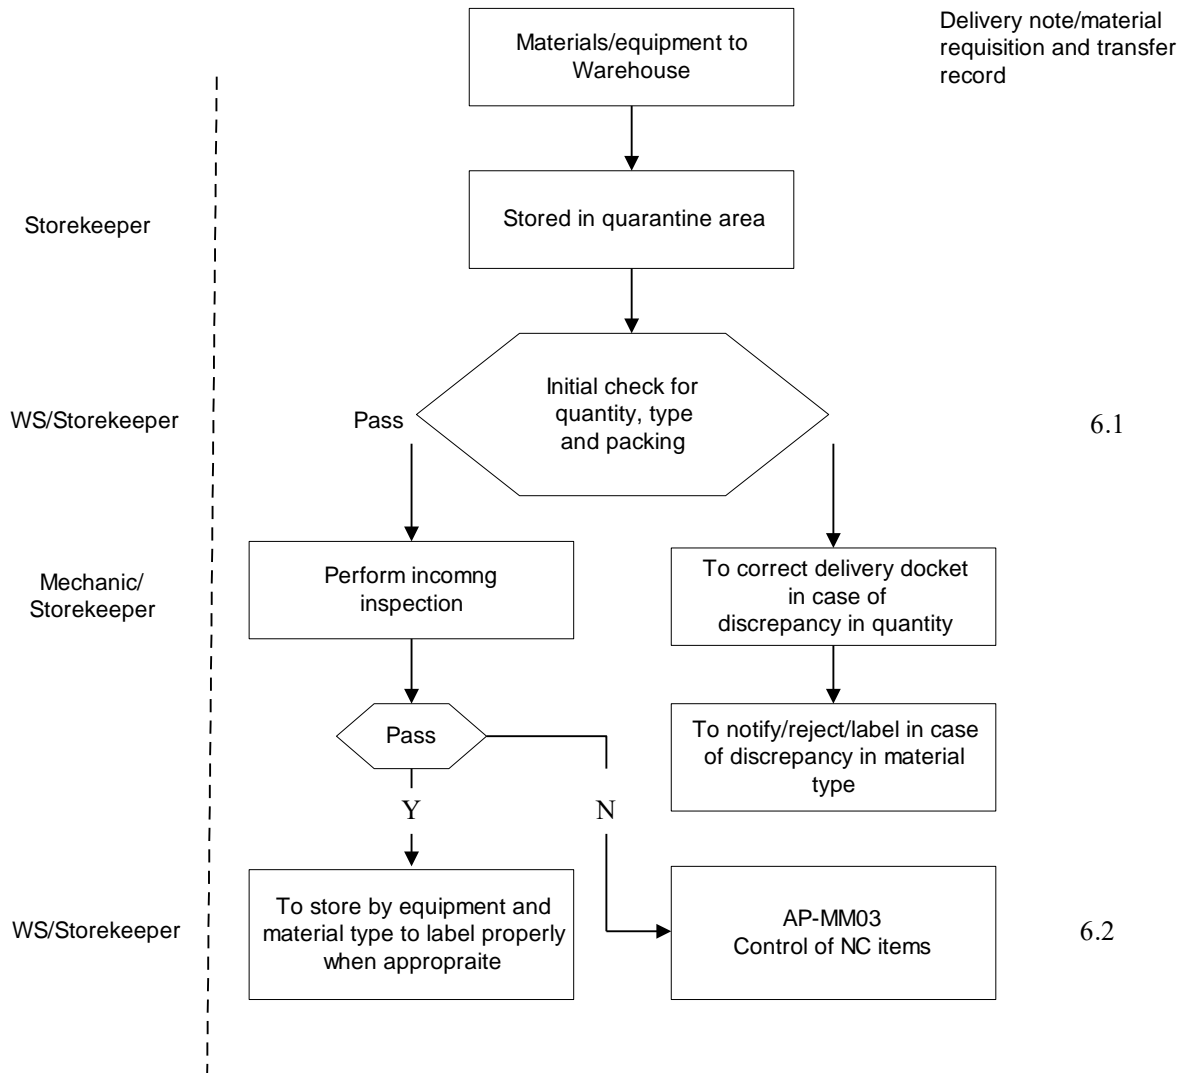 Materials/equipment to
Warehouse
Delivery note/material
requisition and transfer
record
Storekeeper
Stored in quarantine area
WS/Storekeeper
Pass
Initial check for
quantity, type
and packing
6.1
Mechanic/
Storekeeper
Perform incomng
inspection
To correct delivery docket
in case of
discrepancy in quantity
Pass
To notify/reject/label in case
of discrepancy in material
type
Y
N
WS/Storekeeper
To store by equipment and
material type to label properly
when appropraite
AP-MM03
Control of NC items
6.2